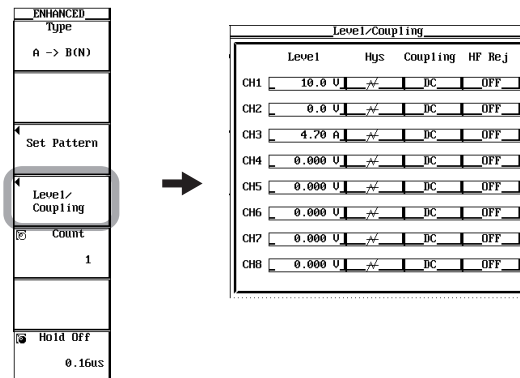 ENHANCED
Type
A -> B(N)
Set Pattern
Level/
Coupling
Count
1
Hold Off
0.16us
Level/Coupling
Level Hys Coupling HF Rej
CH1 10.0 V DC OFF
CH2 0.0 V DC OFF
CH3 4.70 A DC OFF
CH4 0.000 V DC OFF
CH5 0.000 V DC OFF
CH6 0.000 V DC OFF
CH7 0.000 V DC OFF
CH8 0.000 V DC OFF